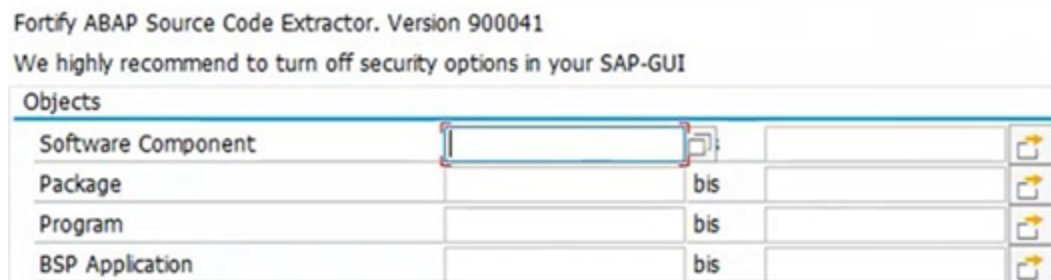 Fortify ABAP Source Code Extractor. Version 900041
We highly recommend to turn off security options in your SAP-GUI
Objects
Software Component
Package bis
Program bis
BSP Application bis